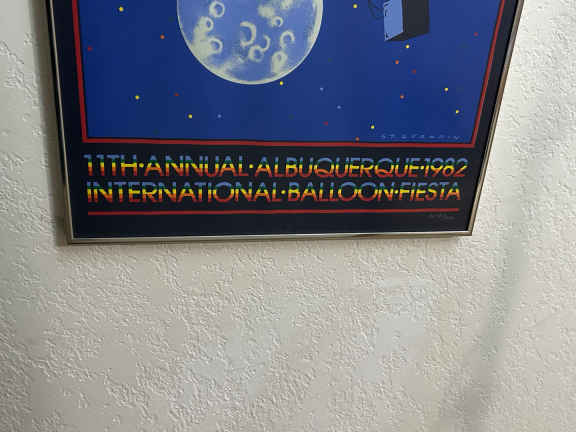 11TH·ANNUAL·ALBUQUERQUE·1982
INTERNATIONAL·BALLOON·FIESTA